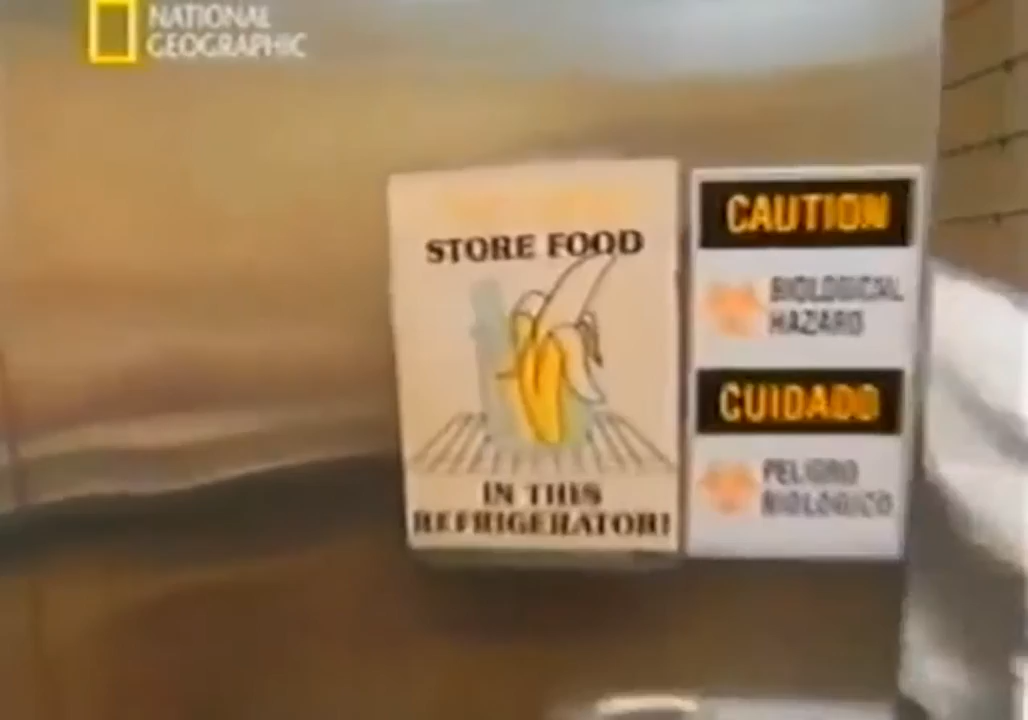 NATIONAL
GEOGRAPHIC
STORE FOOD
IN THIS
REFRIGERATOR!
CAUTION
BIOLOGICAL
HAZARD
CUIDADO
PELIGRO
BIOLOGICO